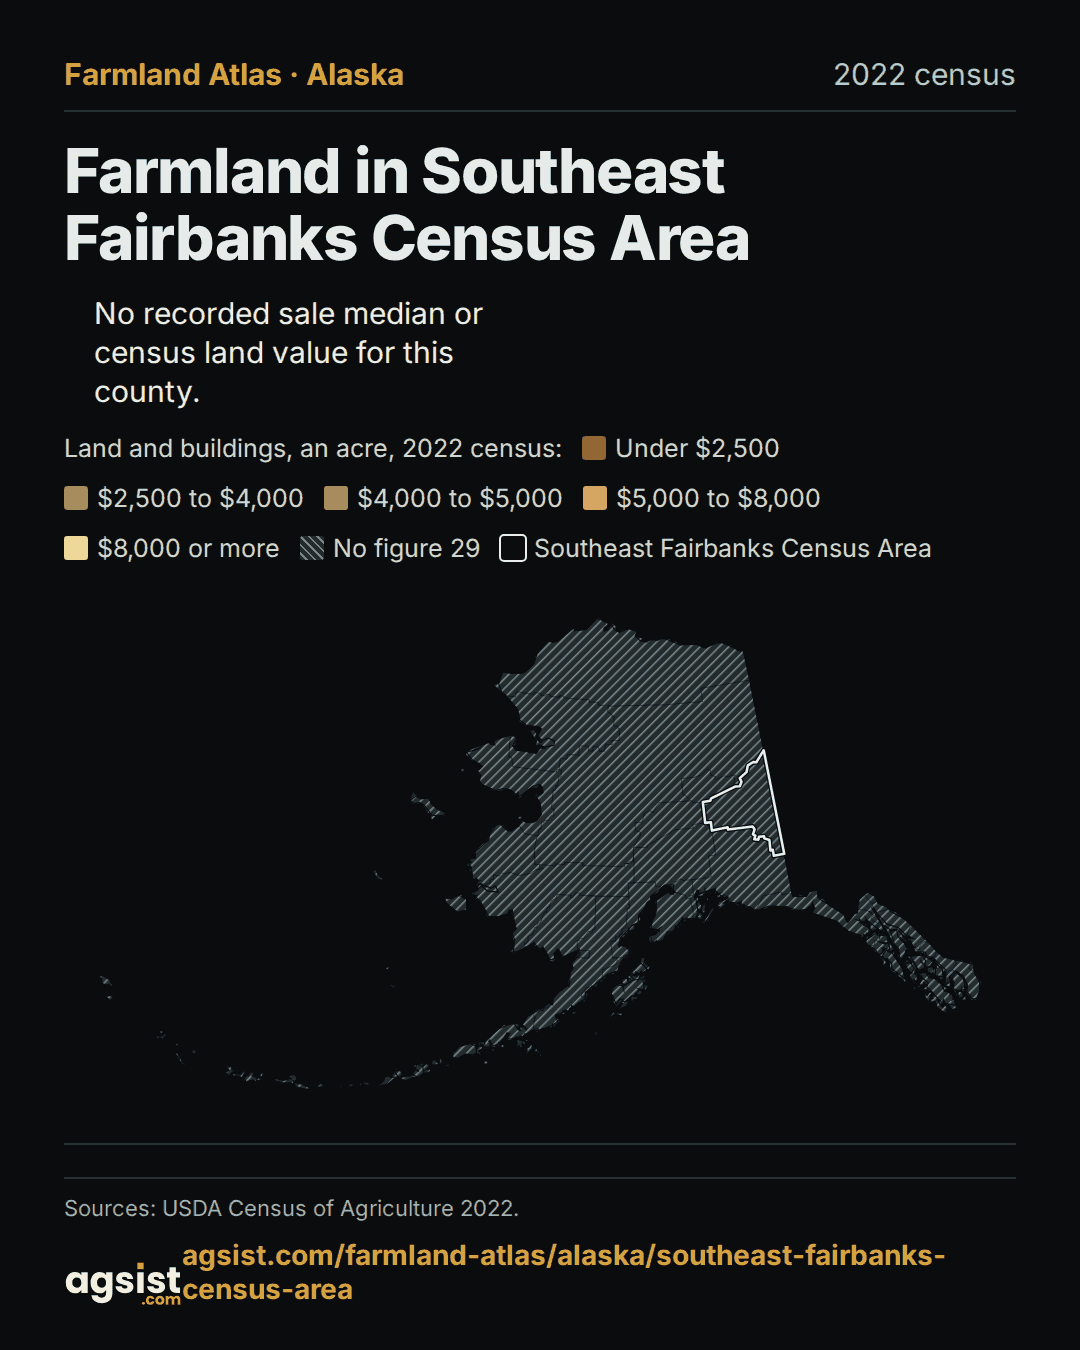 Farmland Atlas · Alaska
2022 census
Farmland in Southeast
Fairbanks Census Area
No recorded sale median or
census land value for this
county.
Land and buildings, an acre, 2022 census: Under $2,500
$2,500 to $4,000 $4,000 to $5,000 $5,000 to $8,000
$8,000 or more No figure 29 Southeast Fairbanks Census Area
Sources: USDA Census of Agriculture 2022.
agsist.com
agsist.com/farmland-atlas/alaska/southeast-fairbanks-
census-area